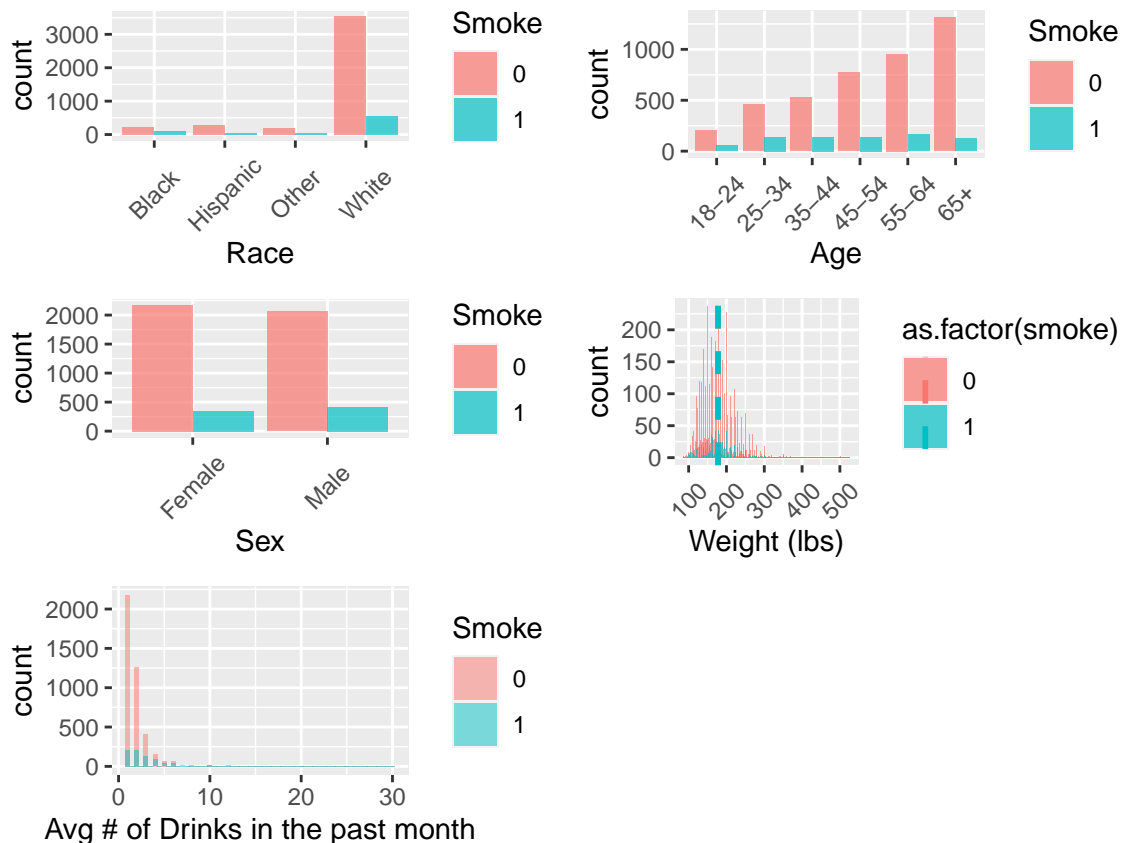 count
3000
2000
1000
0
Black
Hispanic
Other
White
Race
Smoke
0
1
count
1000
500
0
18−24
25−34
35−44
45−54
55−64
65+
Age
Smoke
0
1
count
2000
1500
1000
500
0
Female
Male
Sex
Smoke
0
1
count
200
150
100
50
0
100
200
300
400
500
Weight (lbs)
as.factor(smoke)
0
1
count
2000
1500
1000
500
0
0 10 20 30
Avg # of Drinks in the past month
Smoke
0
1